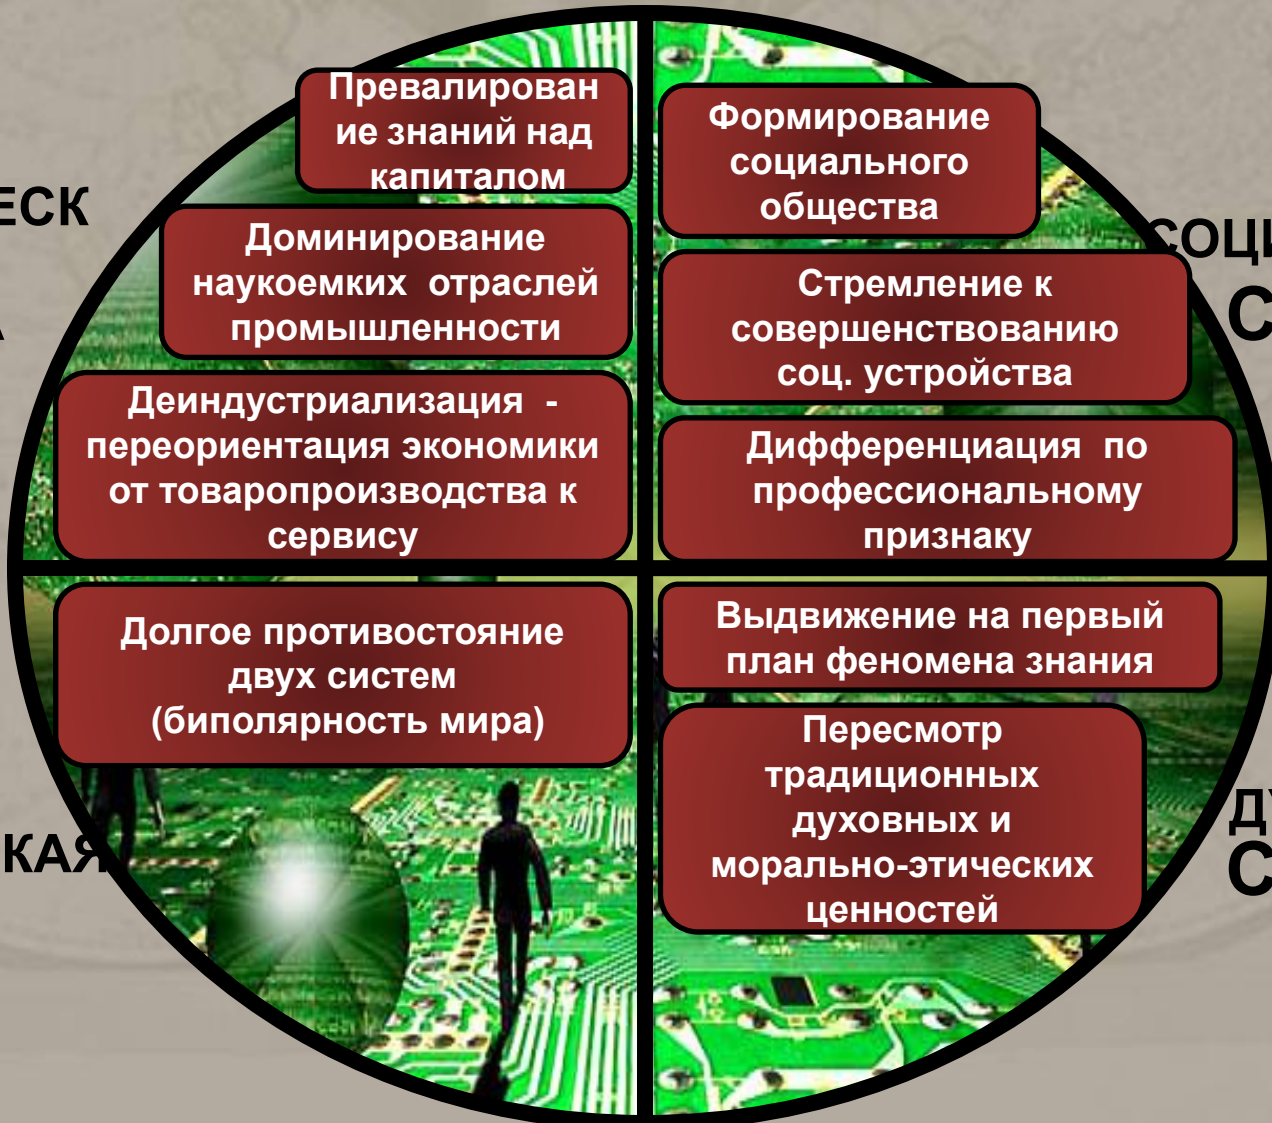 Превалирован
ие знаний над
капиталом
Доминирование
наукоемких отраслей
промышленности
Деиндустриализация -
переориентация экономики
от товаропроизводства к
сервису
Формирование
социального
общества
Стремление к
совершенствованию
соц. устройства
Дифференциация по
профессиональному
признаку
Долгое противостояние
двух систем
(биполярность мира)
Выдвижение на первый
план феномена знания
Пересмотр
традиционных
духовных и
морально-этических
ценностей
ЕСК
СОЦИ
С
КАЯ
ДУ
С